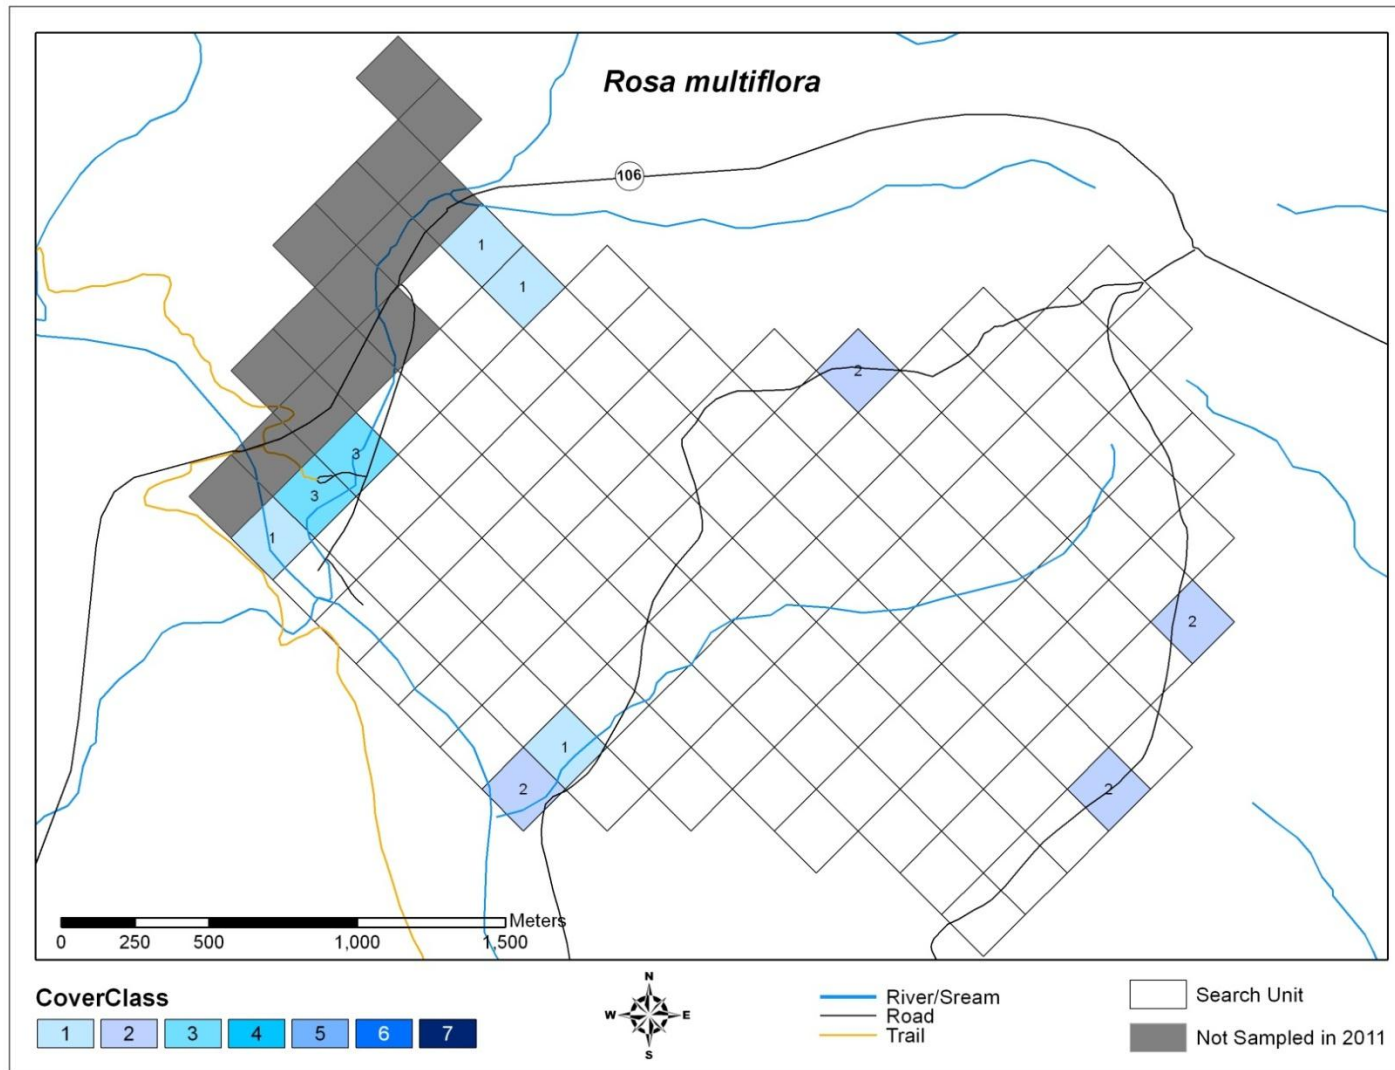 Rosa multiflora
106
1
1
2
3
3
1
2
1
2
2
Meters
0 250 500 1,000 1,500
CoverClass
1 2 3 4 5 6 7
N
W E
S
River/Sream
Road
Trail
Search Unit
Not Sampled in 2011